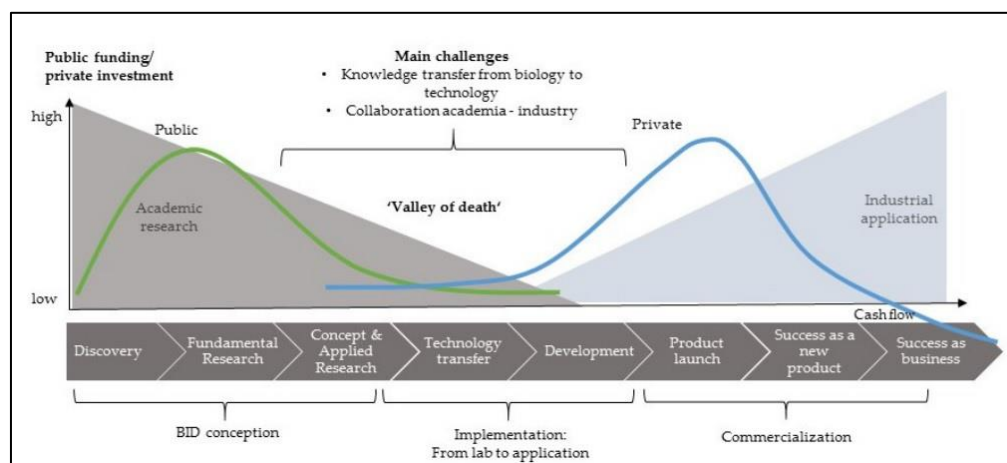 Public funding/
private investment
Main challenges
• Knowledge transfer from biology to
technology
• Collaboration academia - industry
high
Public
Private
Academic
research
'Valley of death'
Industrial
application
low
Cash flow
Discovery
Fundamental
Research
Concept &
Applied
Research
Technology
transfer
Development
Product
launch
Success as a
new
product
Success as
business
BID conception
Implementation:
From lab to application
Commercialization